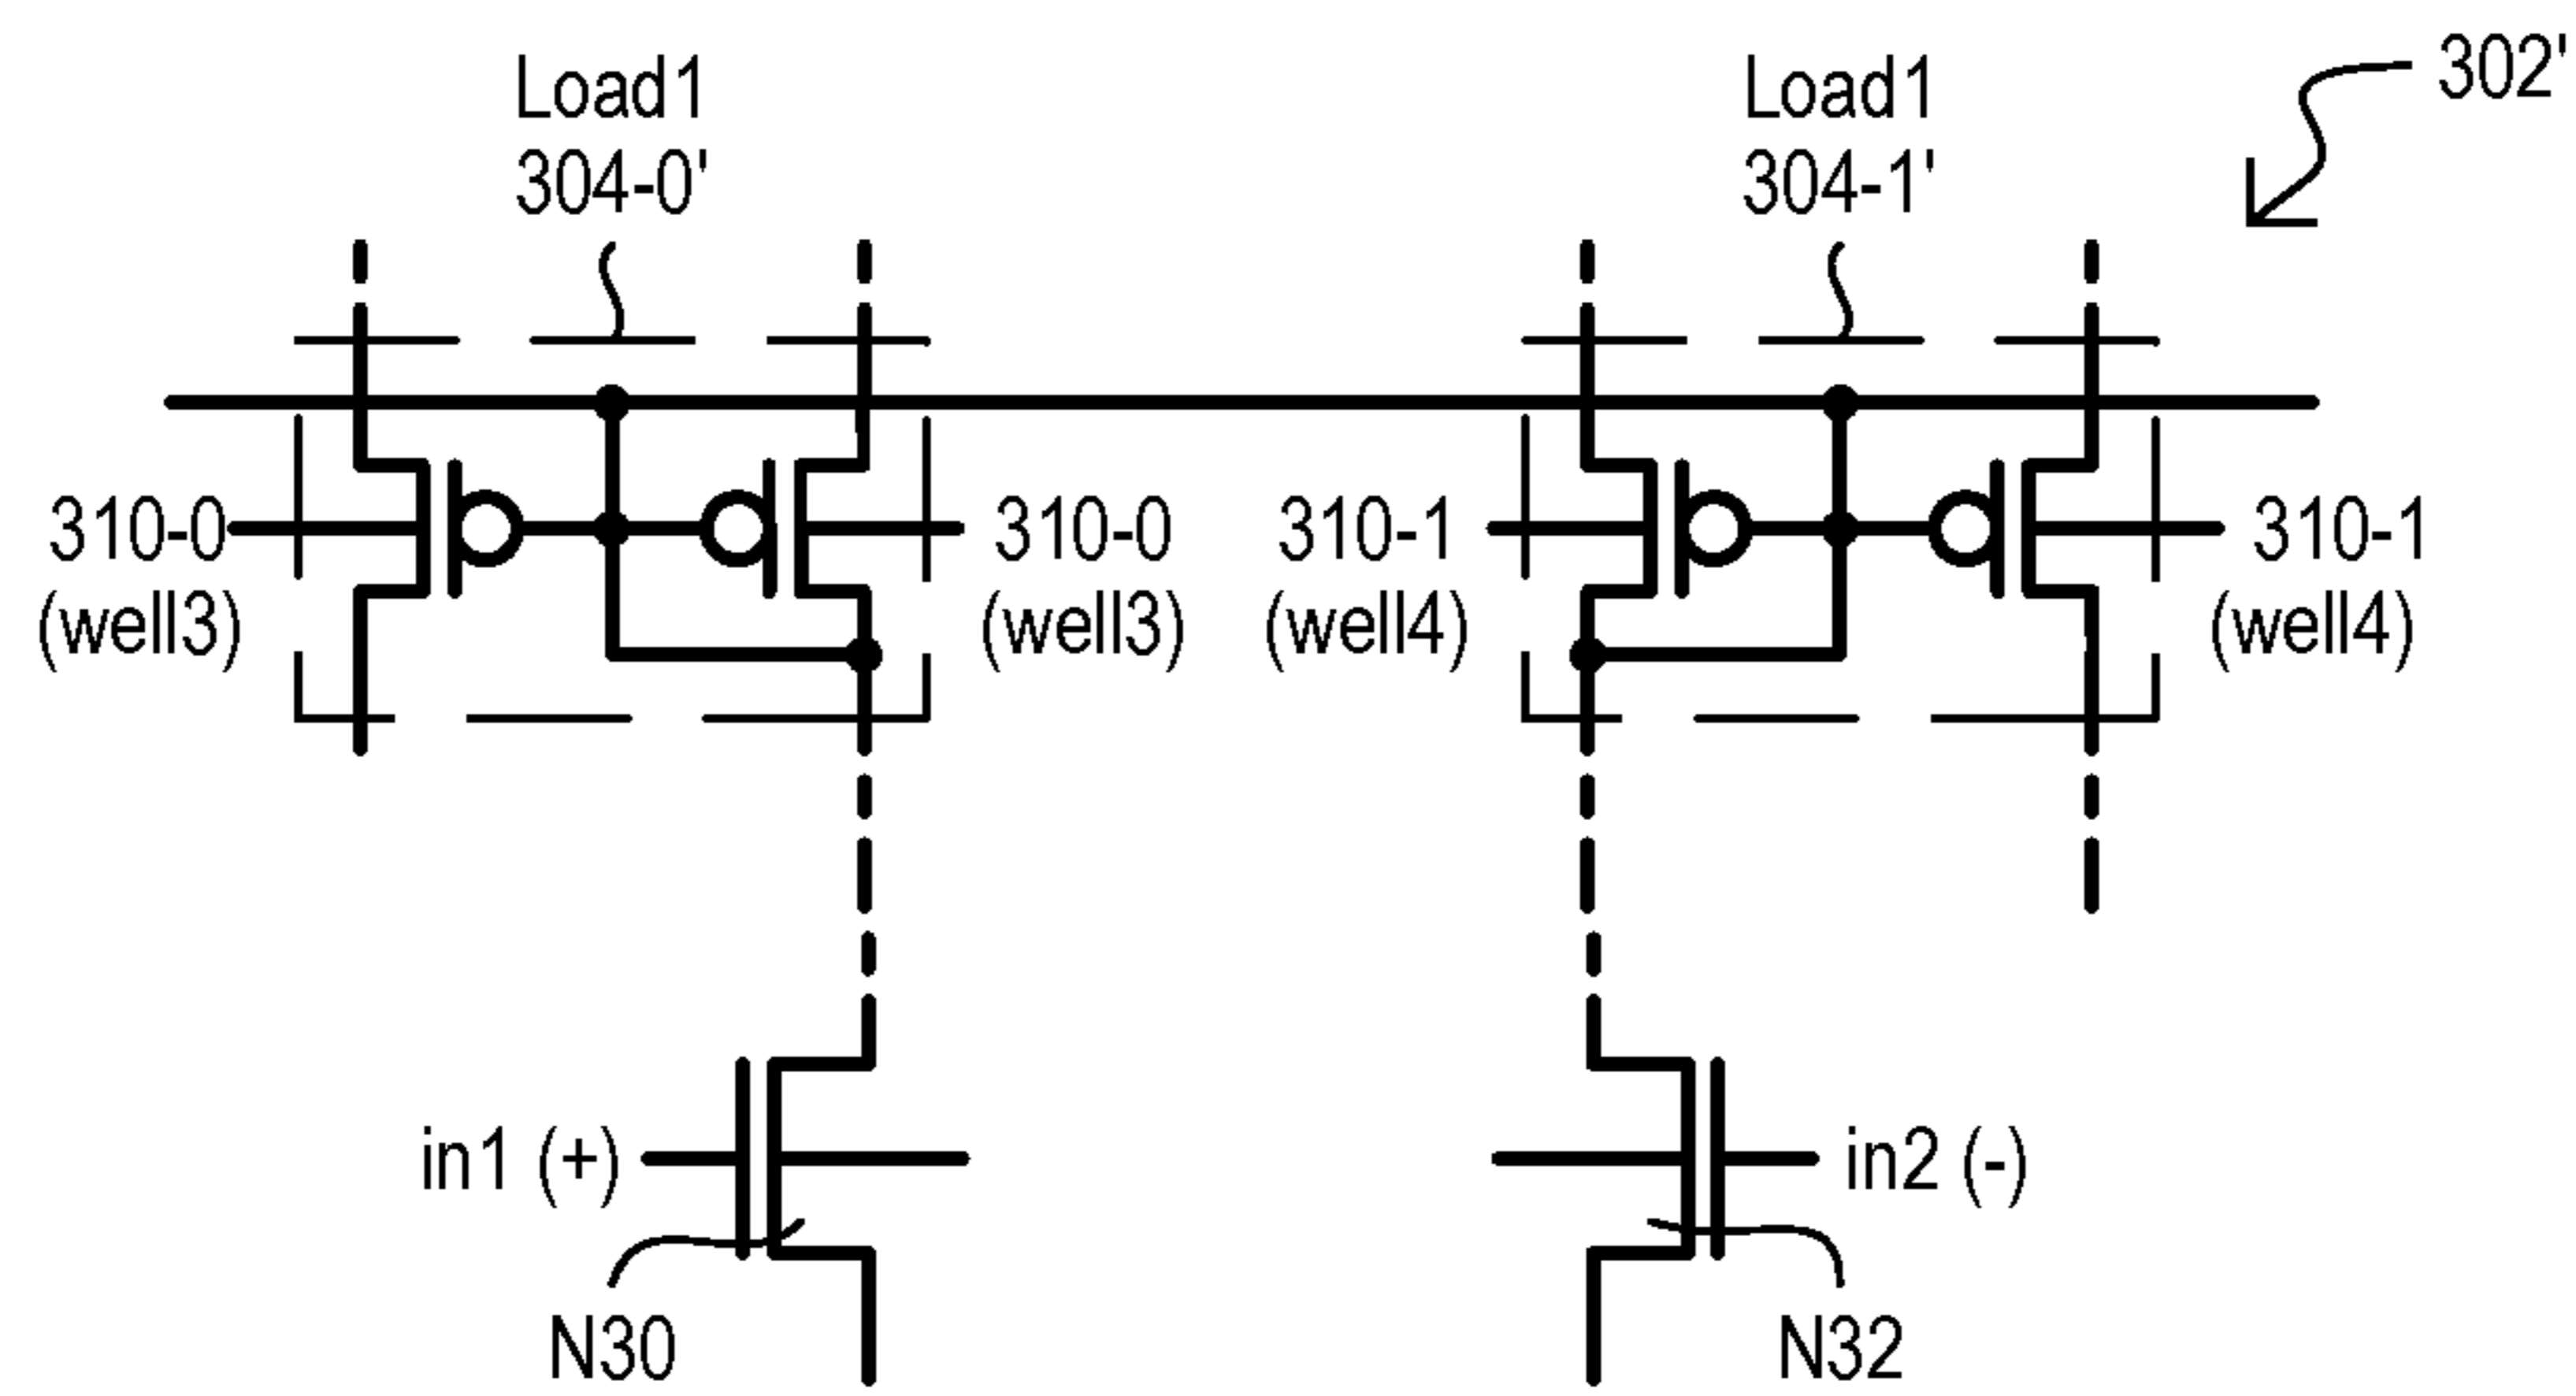 302'
Load1
304-0'
Load1
304-1'
310-0
(well3)
310-0
(well3)
310-1
(well4)
310-1
(well4)
in1 (+)
in2 (-)
N30
N32